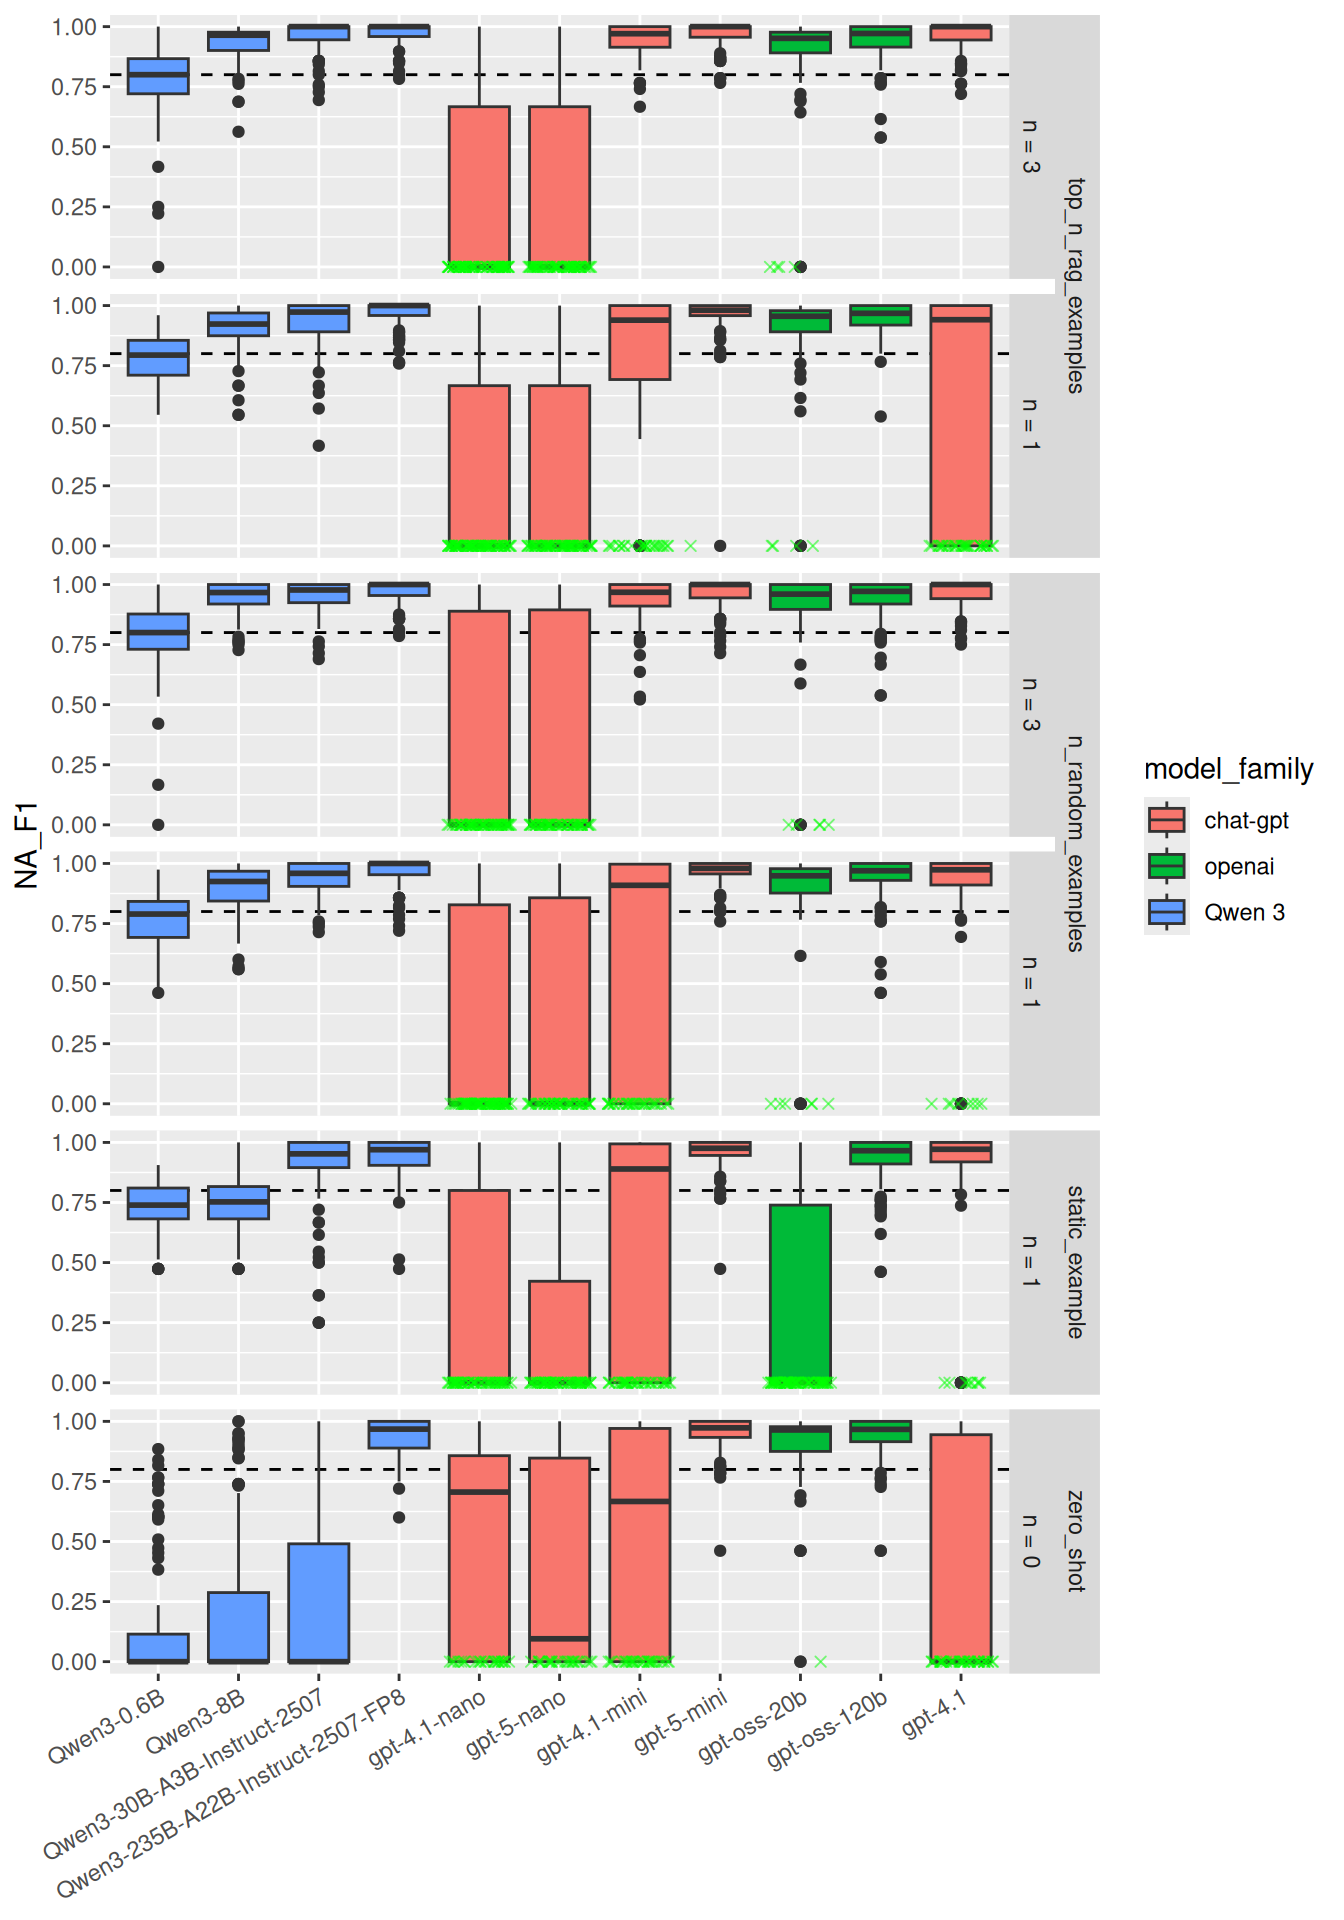 NA_F1
1.00
0.75
0.50
0.25
0.00
n = 3
top_n_rag_examples
1.00
0.75
0.50
0.25
0.00
n = 1
1.00
0.75
0.50
0.25
0.00
n = 3
n_random_examples
1.00
0.75
0.50
0.25
0.00
n = 1
1.00
0.75
0.50
0.25
0.00
n = 1
static_example
1.00
0.75
0.50
0.25
0.00
n = 0
zero_shot
Qwen3-0.6B
Qwen3-8B
Qwen3-30B-A3B-Instruct-2507
Qwen3-235B-A22B-Instruct-2507-FP8
gpt-4.1-nano
gpt-5-nano
gpt-4.1-mini
gpt-5-mini
gpt-oss-20b
gpt-oss-120b
gpt-4.1
model_family
chat-gpt
openai
Qwen 3